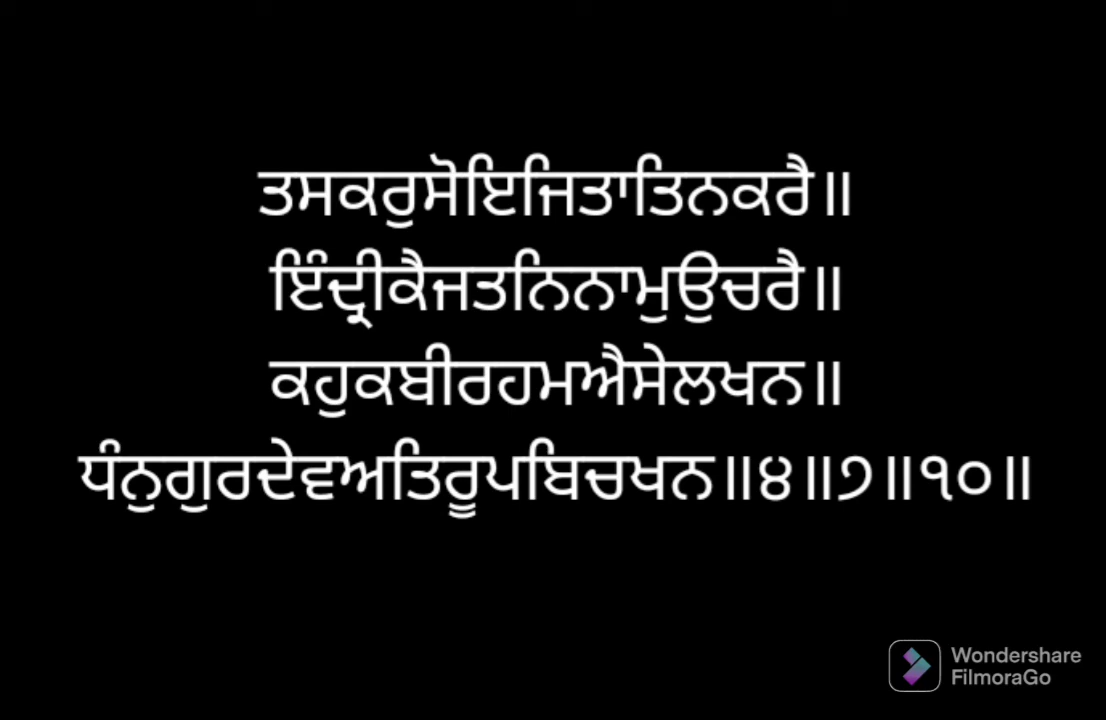 ਤਸਕਰੁਸੋਇਜਿਤਾਤਿਨਕਰੈ॥
ਇੰਦ੍ਰੀਕੈਜਤਨਿਨਾਮੁਉਚਰੈ॥
ਕਹੁਕਬੀਰਹਮਐਸੇਲਖਨ॥
ਧੰਨੁਗੁਰਦੇਵਅਤਿਰੂਪਬਿਚਖਨ॥੪॥੭॥੧੦॥
Wondershare
FilmoraGo